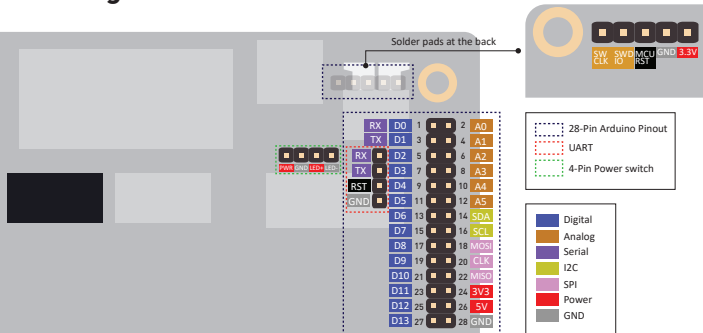 Solder pads at the back
SW CLK SWD IO MCU RST GND 3.3V
28-Pin Arduino Pinout
UART
4-Pin Power switch
PWR GND LED+ LED-
RX D0 1 2 A0
TX D1 3 4 A1
RX D2 5 6 A2
TX D3 7 8 A3
RST D4 9 10 A4
GND D5 11 12 A5
D6 13 14 SDA
D7 15 16 SCL
D8 17 18 MOSI
D9 19 20 CLK
D10 21 22 MISO
D11 23 24 3V3
D12 25 26 5V
D13 27 28 GND
Digital
Analog
Serial
I2C
SPI
Power
GND